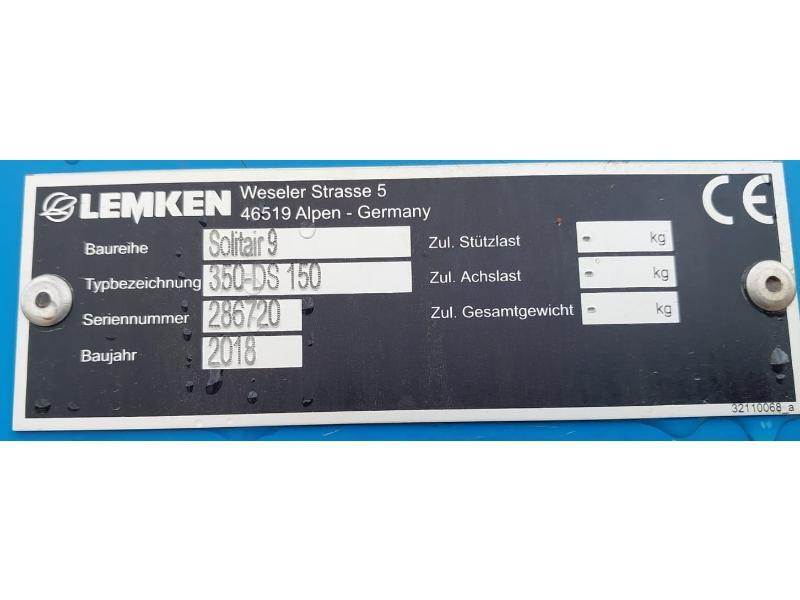 LEMKEN
Weseler Strasse 5
46519 Alpen - Germany
CE
Baureihe Solitair 9
Typbezeichnung 350-DS 150
Seriennummer 286720
Baujahr 2018
Zul. Stützlast - kg
Zul. Achslast - kg
Zul. Gesamtgewicht - kg
32110068_a